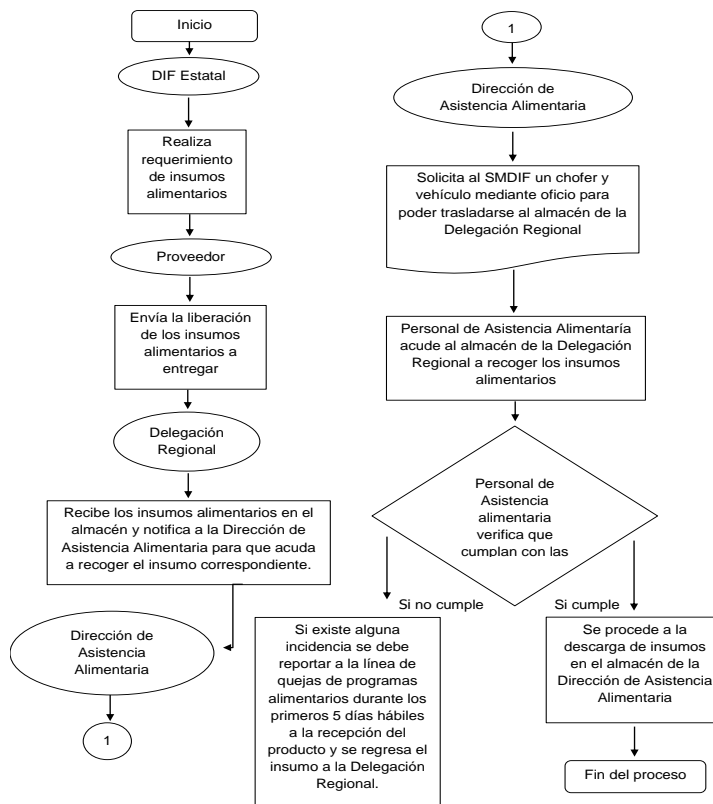 Inicio
DIF Estatal
Realiza
requerimiento
de insumos
alimentarios
Proveedor
Envía la liberación
de los insumos
alimentarios a
entregar
Delegación
Regional
Recibe los insumos alimentarios en el
almacén y notifica a la Dirección de
Asistencia Alimentaria para que acuda
a recoger el insumo correspondiente.
Dirección de
Asistencia
Alimentaria
1
1
Dirección de
Asistencia Alimentaria
Solicita al SMDIF un chofer y
vehículo mediante oficio para
poder trasladarse al almacén de la
Delegación Regional
Personal de Asistencia Alimentaría
acude al almacén de la Delegación
Regional a recoger los insumos
alimentarios
Personal de
Asistencia
alimentaria
verifica que
cumplan con las
Si no cumple
Si existe alguna
incidencia se debe
reportar a la línea de
quejas de programas
alimentarios durante los
primeros 5 días hábiles
a la recepción del
producto y se regresa el
insumo a la Delegación
Regional.
Si cumple
Se procede a la
descarga de insumos
en el almacén de la
Dirección de Asistencia
Alimentaria
Fin del proceso